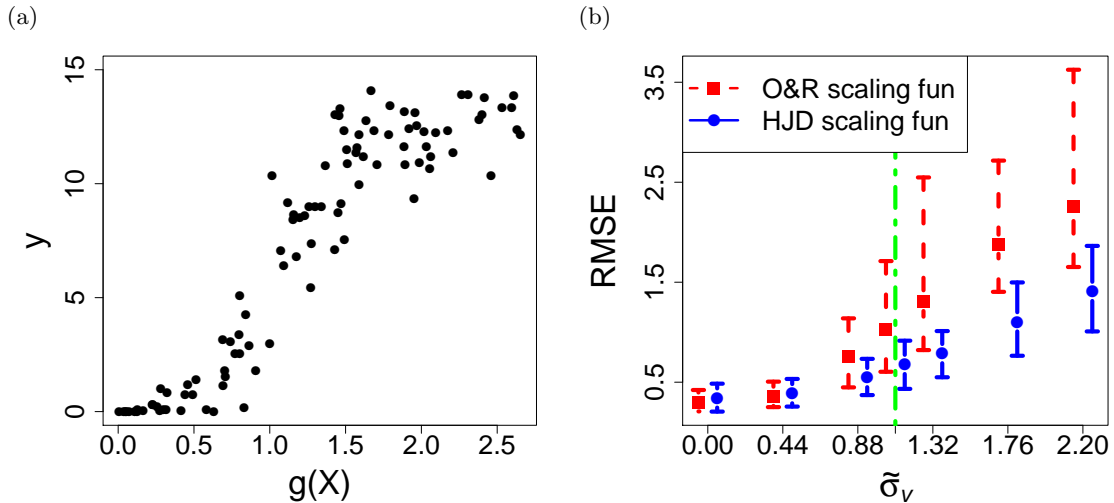 (a)
y
15
10
5
0
0.0 0.5 1.0 1.5 2.0 2.5
g(X)
(b)
O&R scaling fun
HJD scaling fun
RMSE
3.5
2.5
1.5
0.5
0.00 0.44 0.88 1.32 1.76 2.20
σ̃ᵥ